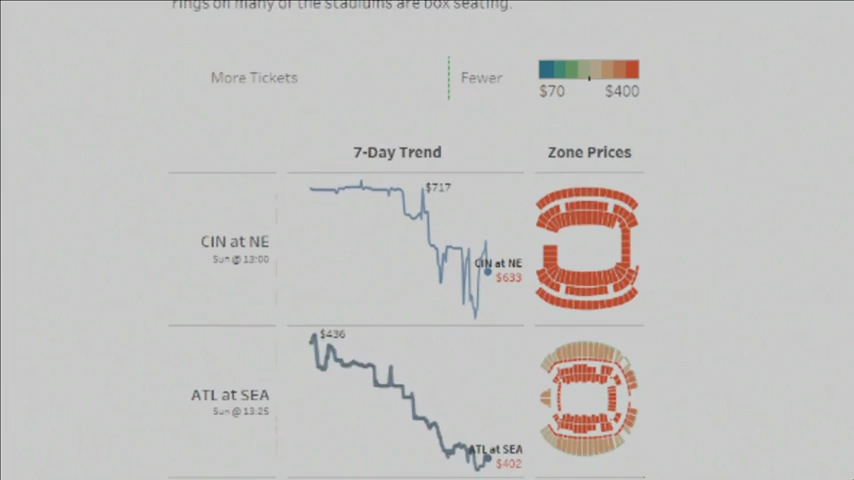 rings on many of the stadiums are box seating.
More Tickets
Fewer
$70
$400
7-Day Trend
Zone Prices
CIN at NE
Sun @ 13:00
$717
CIN at NE
$633
ATL at SEA
Sun @ 13:25
$436
ATL at SEA
$402